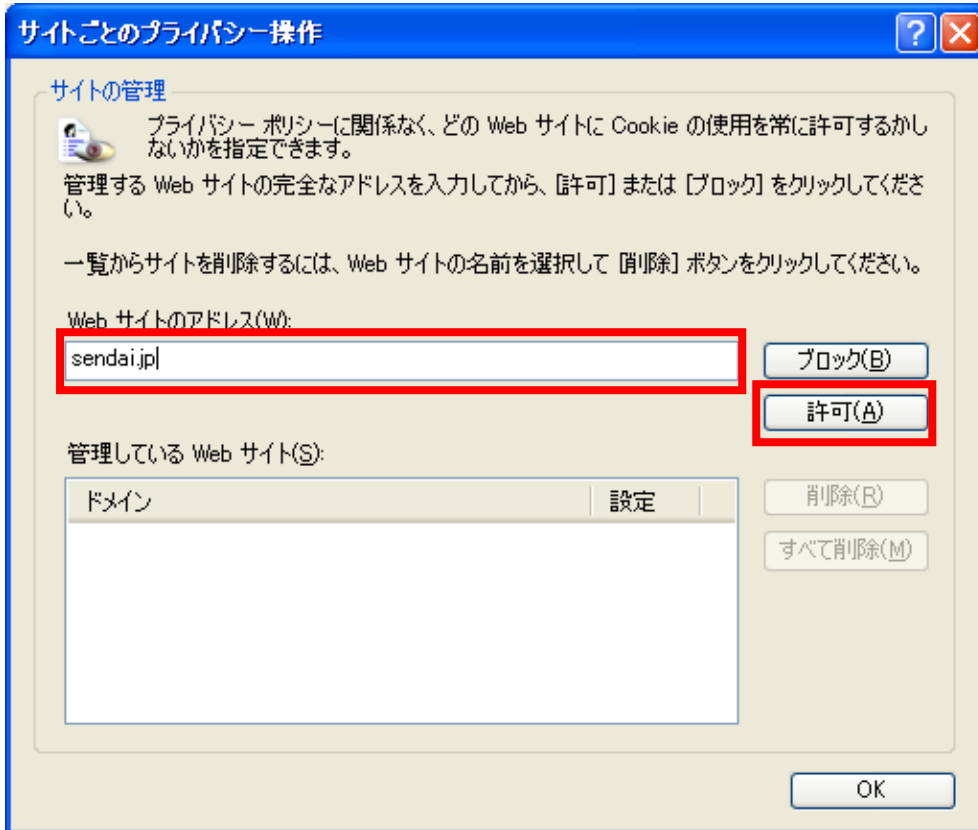 サイトごとのプライバシー操作
サイトの管理
プライバシー ポリシーに関係なく、どの Web サイトに Cookie の使用を常に許可するかし
ないかを指定できます。
管理する Web サイトの完全なアドレスを入力してから、[許可] または [ブロック] をクリックしてくださ
い。
一覧からサイトを削除するには、Web サイトの名前を選択して [削除] ボタンをクリックしてください。
Web サイトのアドレス(W):
sendai.jp
ブロック(B)
許可(A)
管理している Web サイト(S):
ドメイン 設定
削除(R)
すべて削除(M)
OK